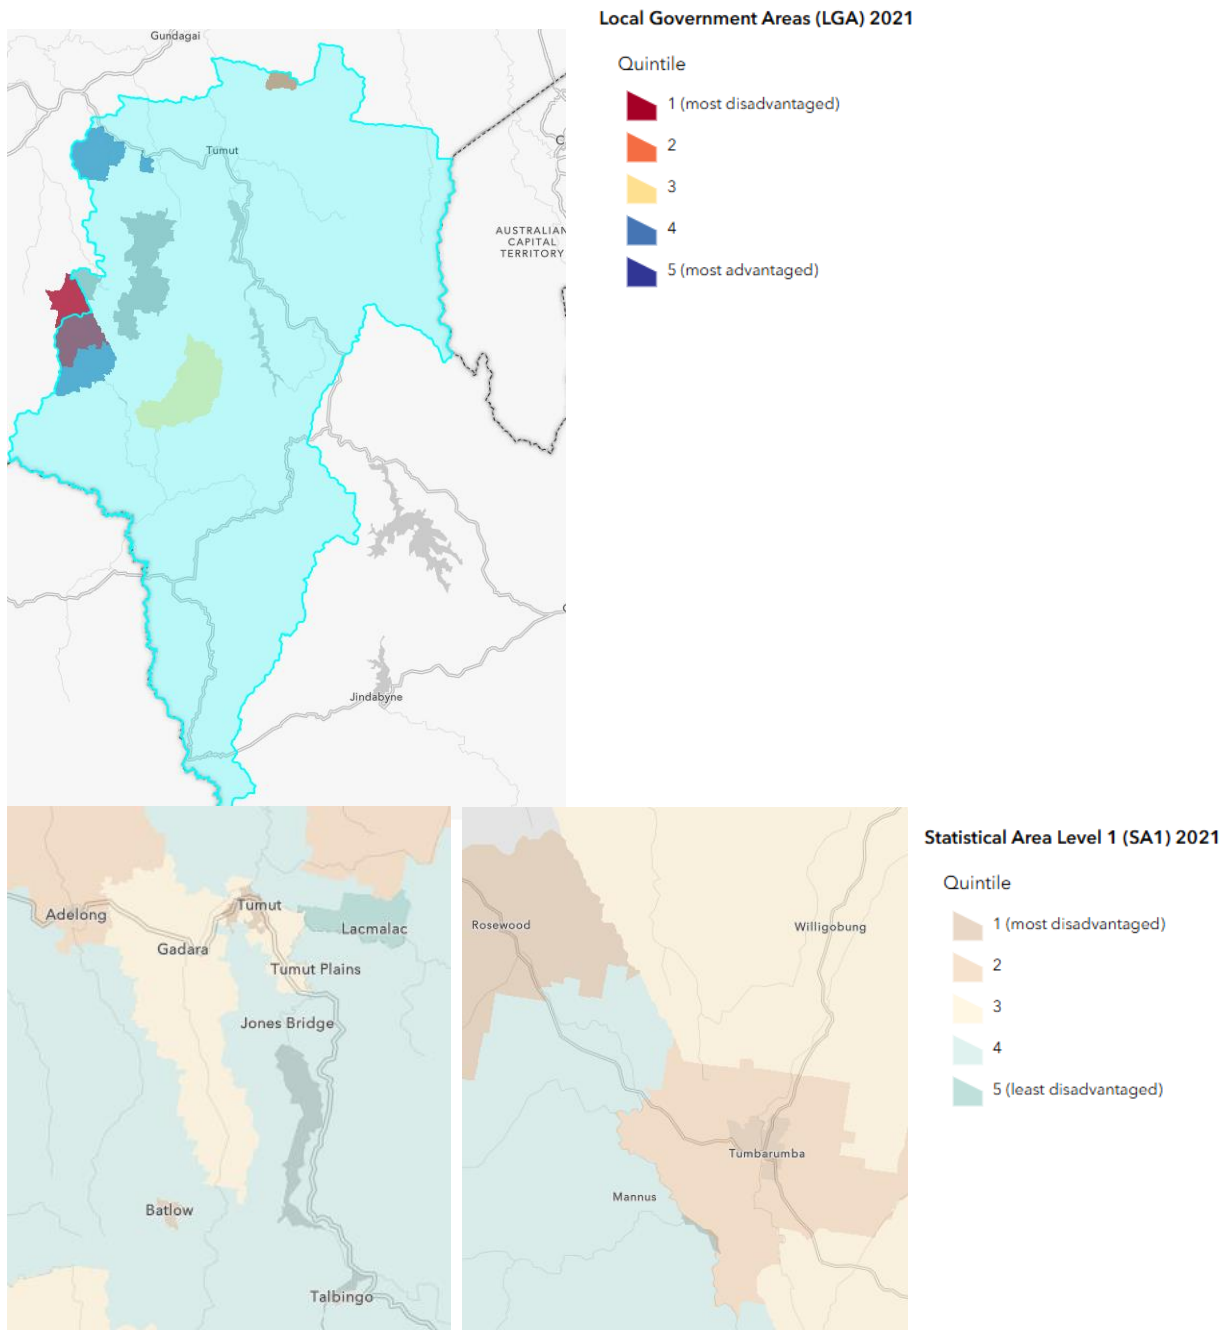 Local Government Areas (LGA) 2021
Quintile
1 (most disadvantaged)
2
3
4
5 (most advantaged)
Gundagai
Tumut
AUSTRALIAN
CAPITAL
TERRITORY
Jindabyne
Adelong
Tumut
Lacmalac
Gadara
Tumut Plains
Jones Bridge
Batlow
Talbingo
Rosewood
Willigobung
Tumbarumba
Mannus
Statistical Area Level 1 (SA1) 2021
Quintile
1 (most disadvantaged)
2
3
4
5 (least disadvantaged)